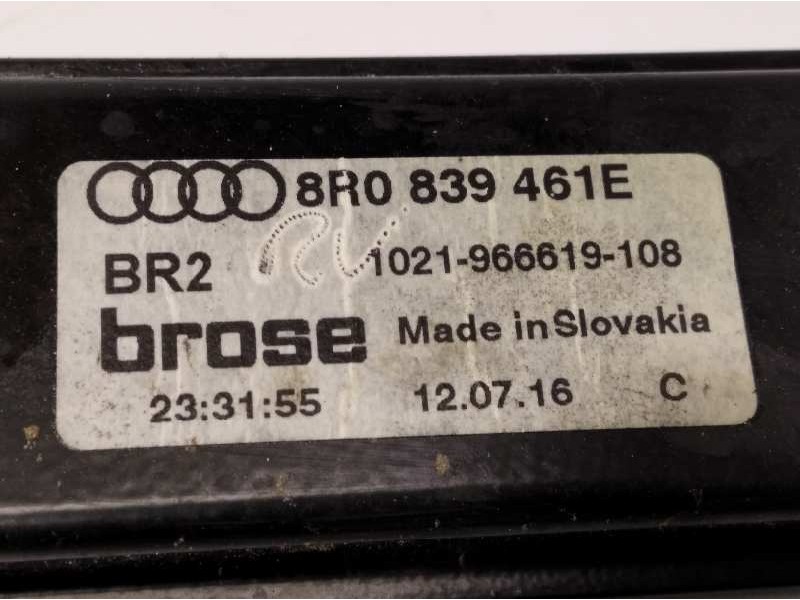 8R0 839 461E
BR2 1021-966619-108
brose Made in Slovakia
23:31:55 12.07.16 C